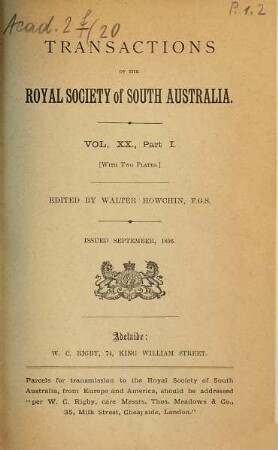 Acad. 2 f/(20
P. 1. 2
TRANSACTIONS
OF THE
ROYAL SOCIETY of SOUTH AUSTRALIA.
VOL. XX., Part I.
[WITH TWO PLATES.]
EDITED BY WALTER HOWCHIN, F.G.S.
ISSUED SEPTEMBER, 1896.
Adelaide:
W. C. RIGBY, 74, KING WILLIAM STREET.
Parcels for transmission to the Royal Society of South
Australia, from Europe and America, should be addressed
"per W. C. Rigby, care Messrs. Thos. Meadows & Co.,
35, Milk Street, Cheapside, London."